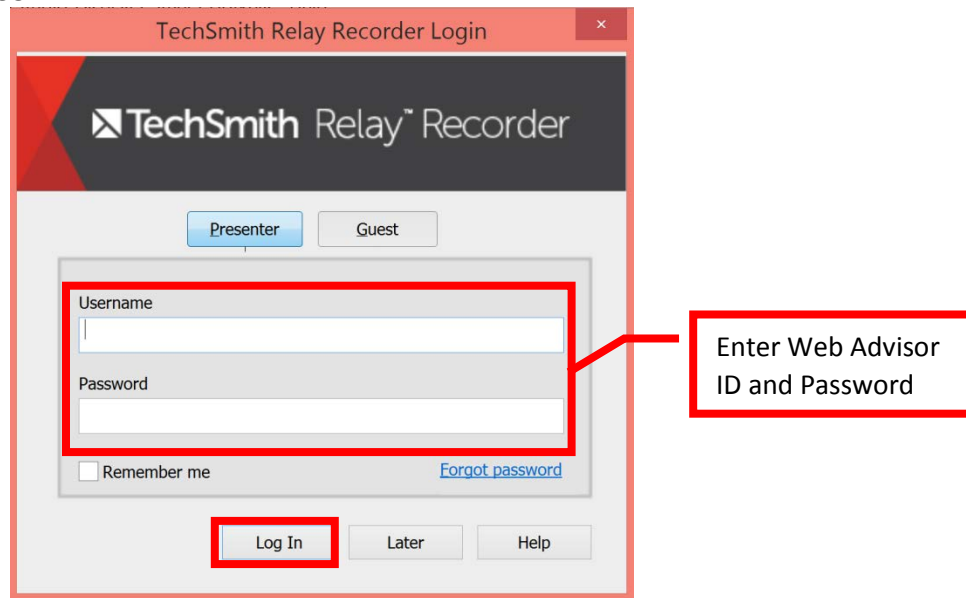 TechSmith Relay Recorder Login
×
TechSmith Relay™ Recorder
Presenter Guest
Username
Password
Remember me Forgot password
Log In Later Help
Enter Web Advisor
ID and Password